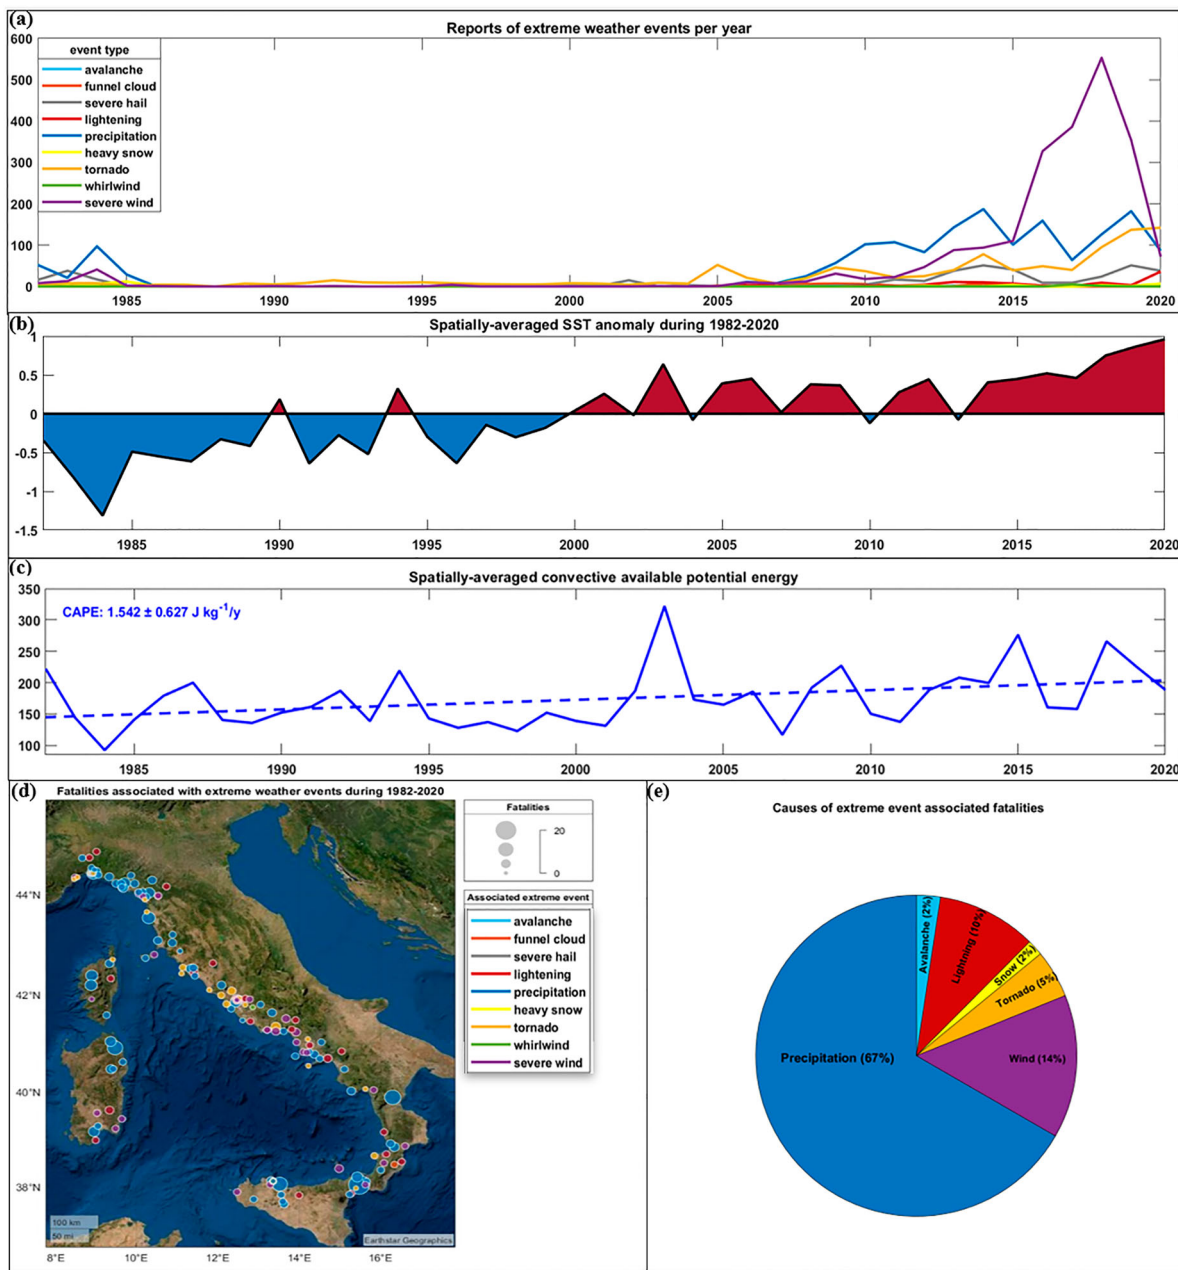 (a)
Reports of extreme weather events per year
600
500
400
300
200
100
0
event type
avalanche
funnel cloud
severe hail
lightening
precipitation
heavy snow
tornado
whirlwind
severe wind
1985 1990 1995 2000 2005 2010 2015 2020
(b)
Spatially-averaged SST anomaly during 1982-2020
1
0.5
0
-0.5
-1
-1.5
1985 1990 1995 2000 2005 2010 2015 2020
(c)
Spatially-averaged convective available potential energy
350
300
250
200
150
100
CAPE: 1.542 ± 0.627 J kg⁻¹/y
1985 1990 1995 2000 2005 2010 2015 2020
(d)
Fatalities associated with extreme weather events during 1982-2020
44°N
42°N
40°N
38°N
8°E 10°E 12°E 14°E 16°E
100 km
50 mi
Earthstar Geographics
Fatalities
20
0
Associated extreme event
avalanche
funnel cloud
severe hail
lightening
precipitation
heavy snow
tornado
whirlwind
severe wind
(e)
Causes of extreme event associated fatalities
Avalanche (2%)
Lightning (10%)
Snow (2%)
Tornado (5%)
Wind (14%)
Precipitation (67%)